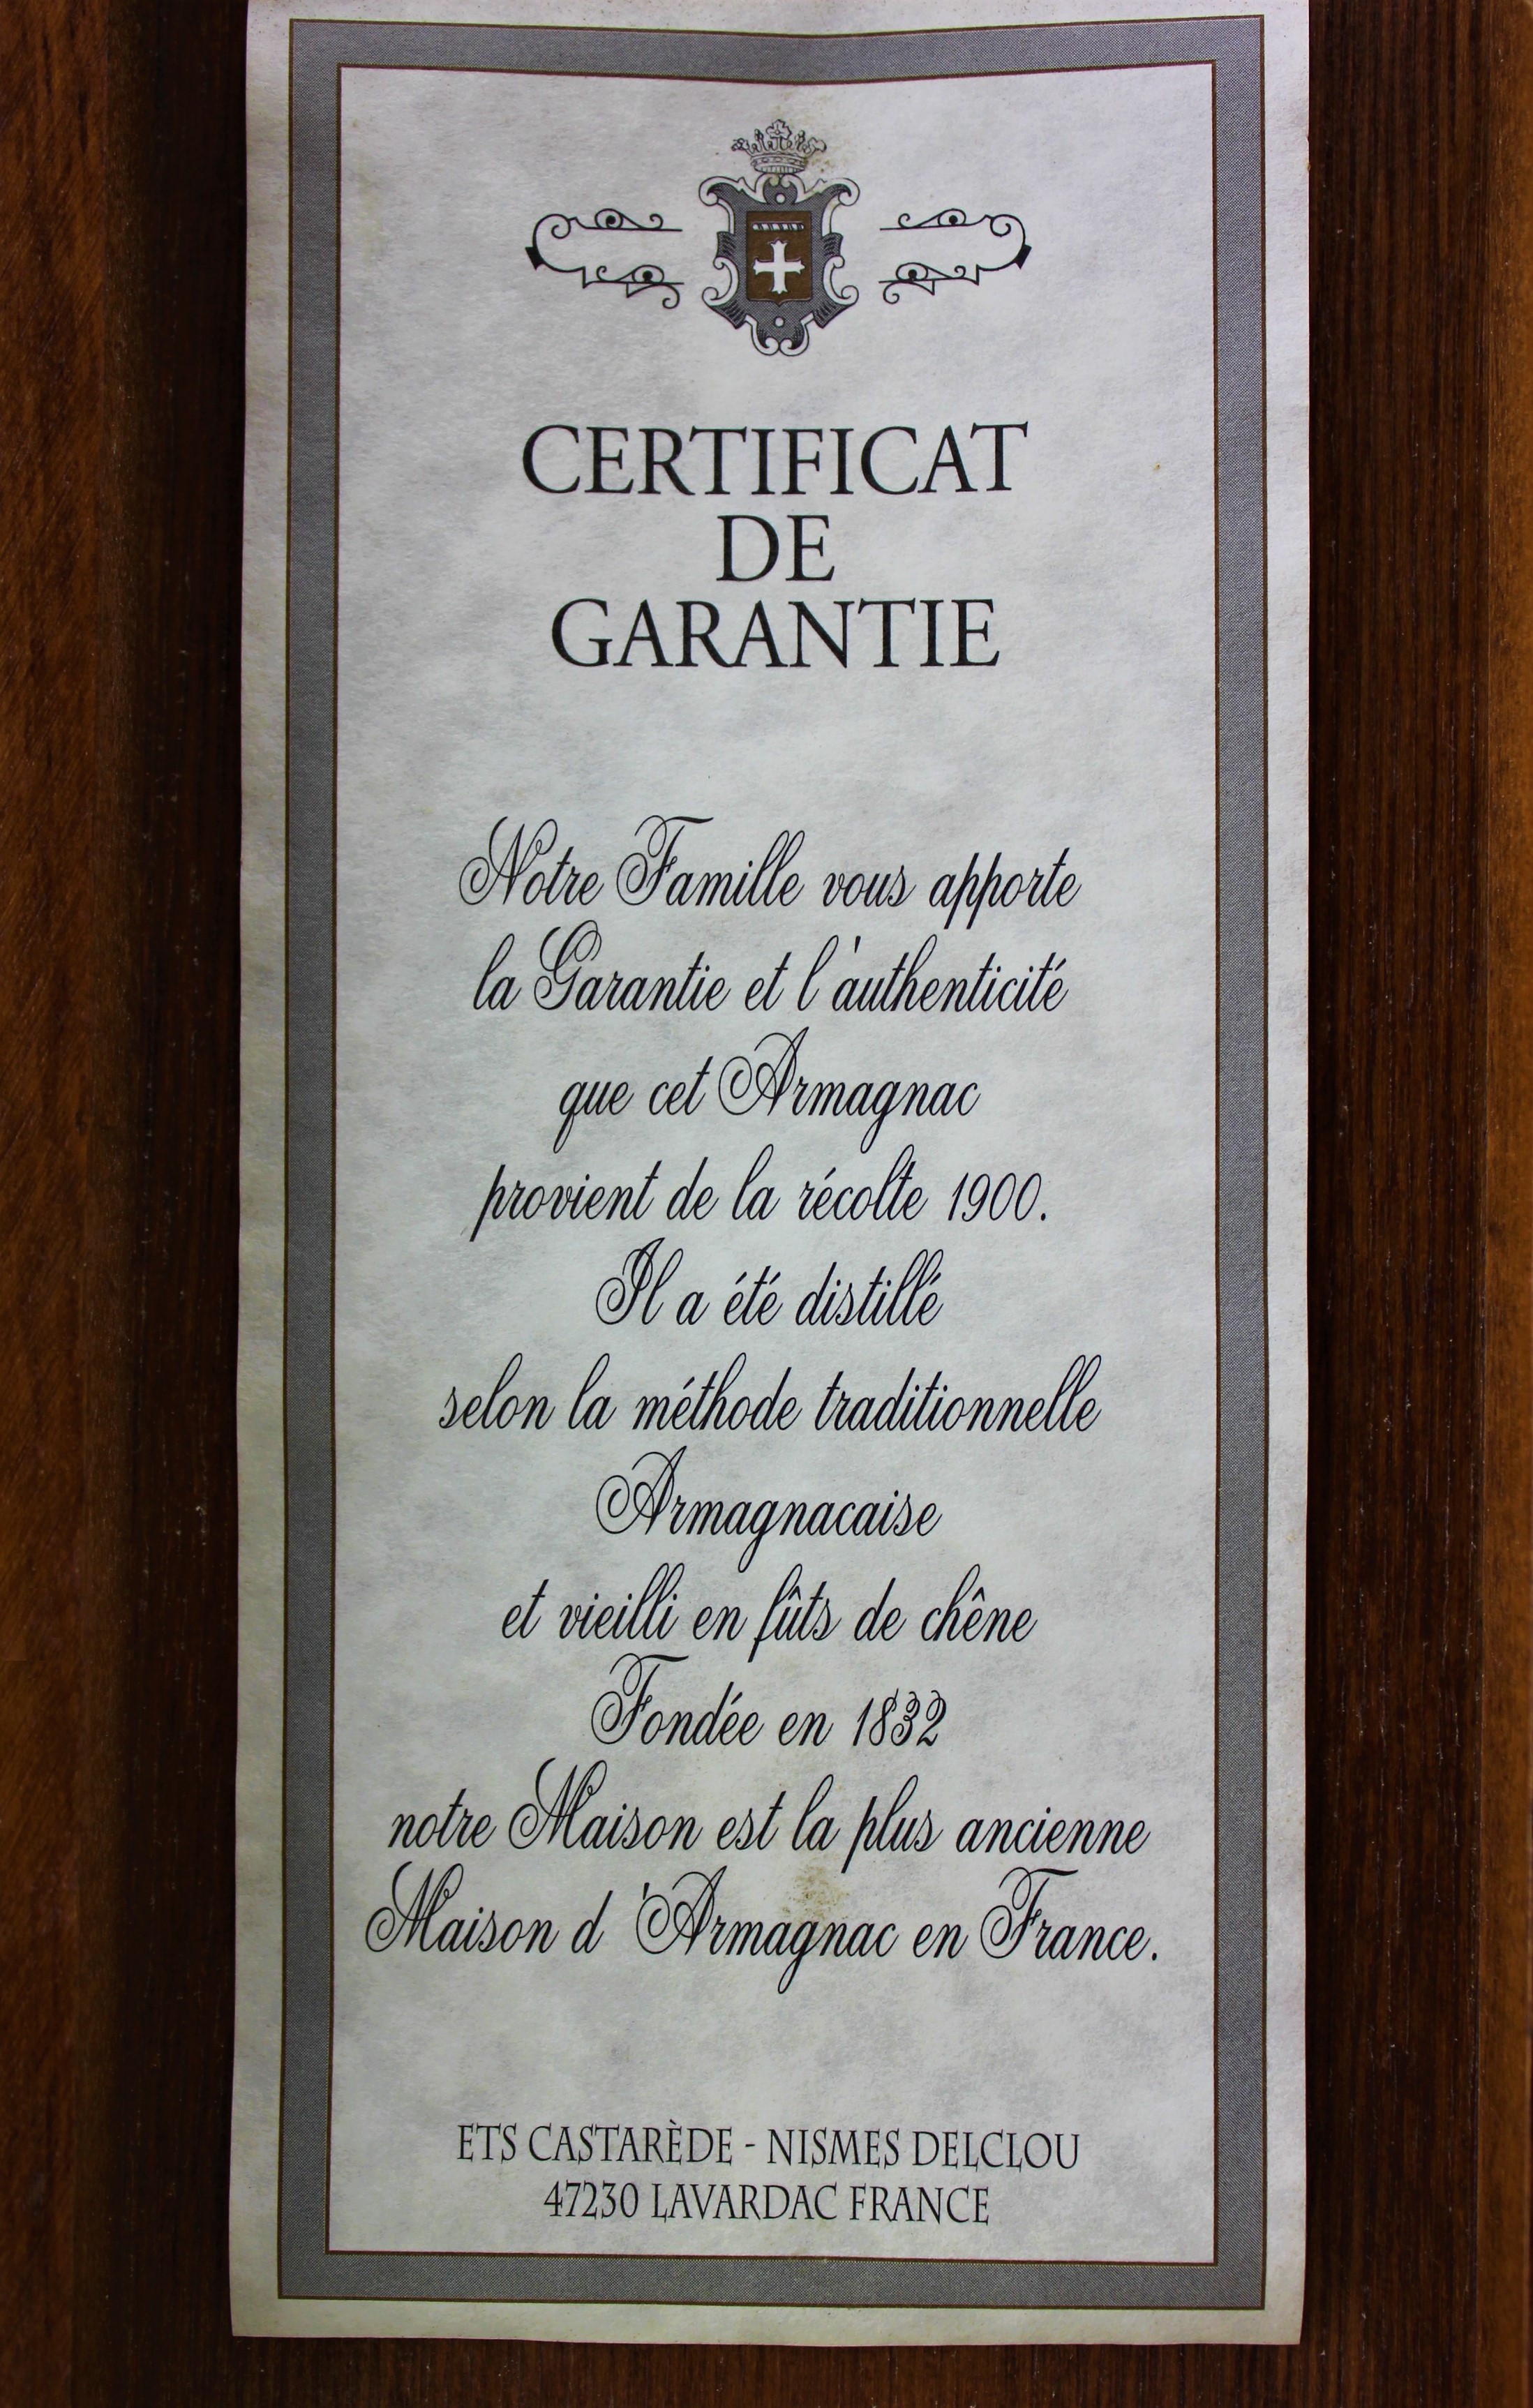 CERTIFICAT
DE
GARANTIE
Notre Famille vous apporte
la Garantie et l'authenticité
que cet Armagnac
provient de la récolte 1900.
Il a été distillé
selon la méthode traditionnelle
Armagnacaise
et vieilli en fûts de chêne
Fondée en 1832
notre Maison est la plus ancienne
Maison d 'Armagnac en France.
ETS CASTARÈDE - NISMES DELCLOU
47230 LAVARDAC FRANCE